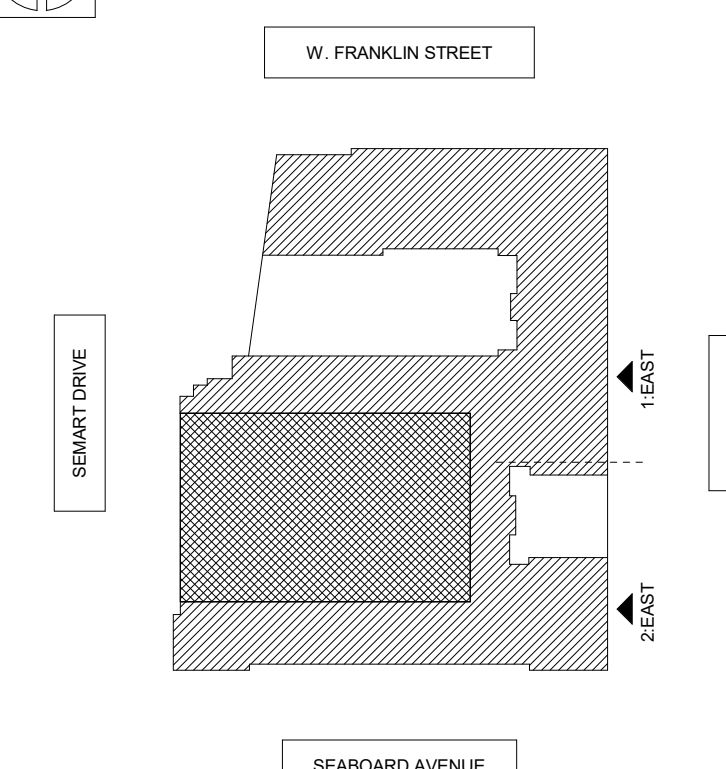 W. FRANKLIN STREET
SEMART DRIVE
1:EAST
2:EAST
SEABOARD AVENUE